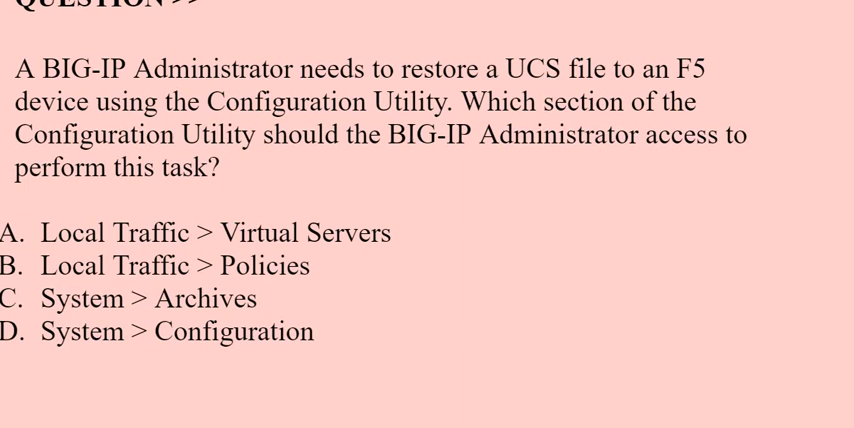 QUESTION >>
A BIG-IP Administrator needs to restore a UCS file to an F5
device using the Configuration Utility. Which section of the
Configuration Utility should the BIG-IP Administrator access to
perform this task?
A. Local Traffic > Virtual Servers
B. Local Traffic > Policies
C. System > Archives
D. System > Configuration